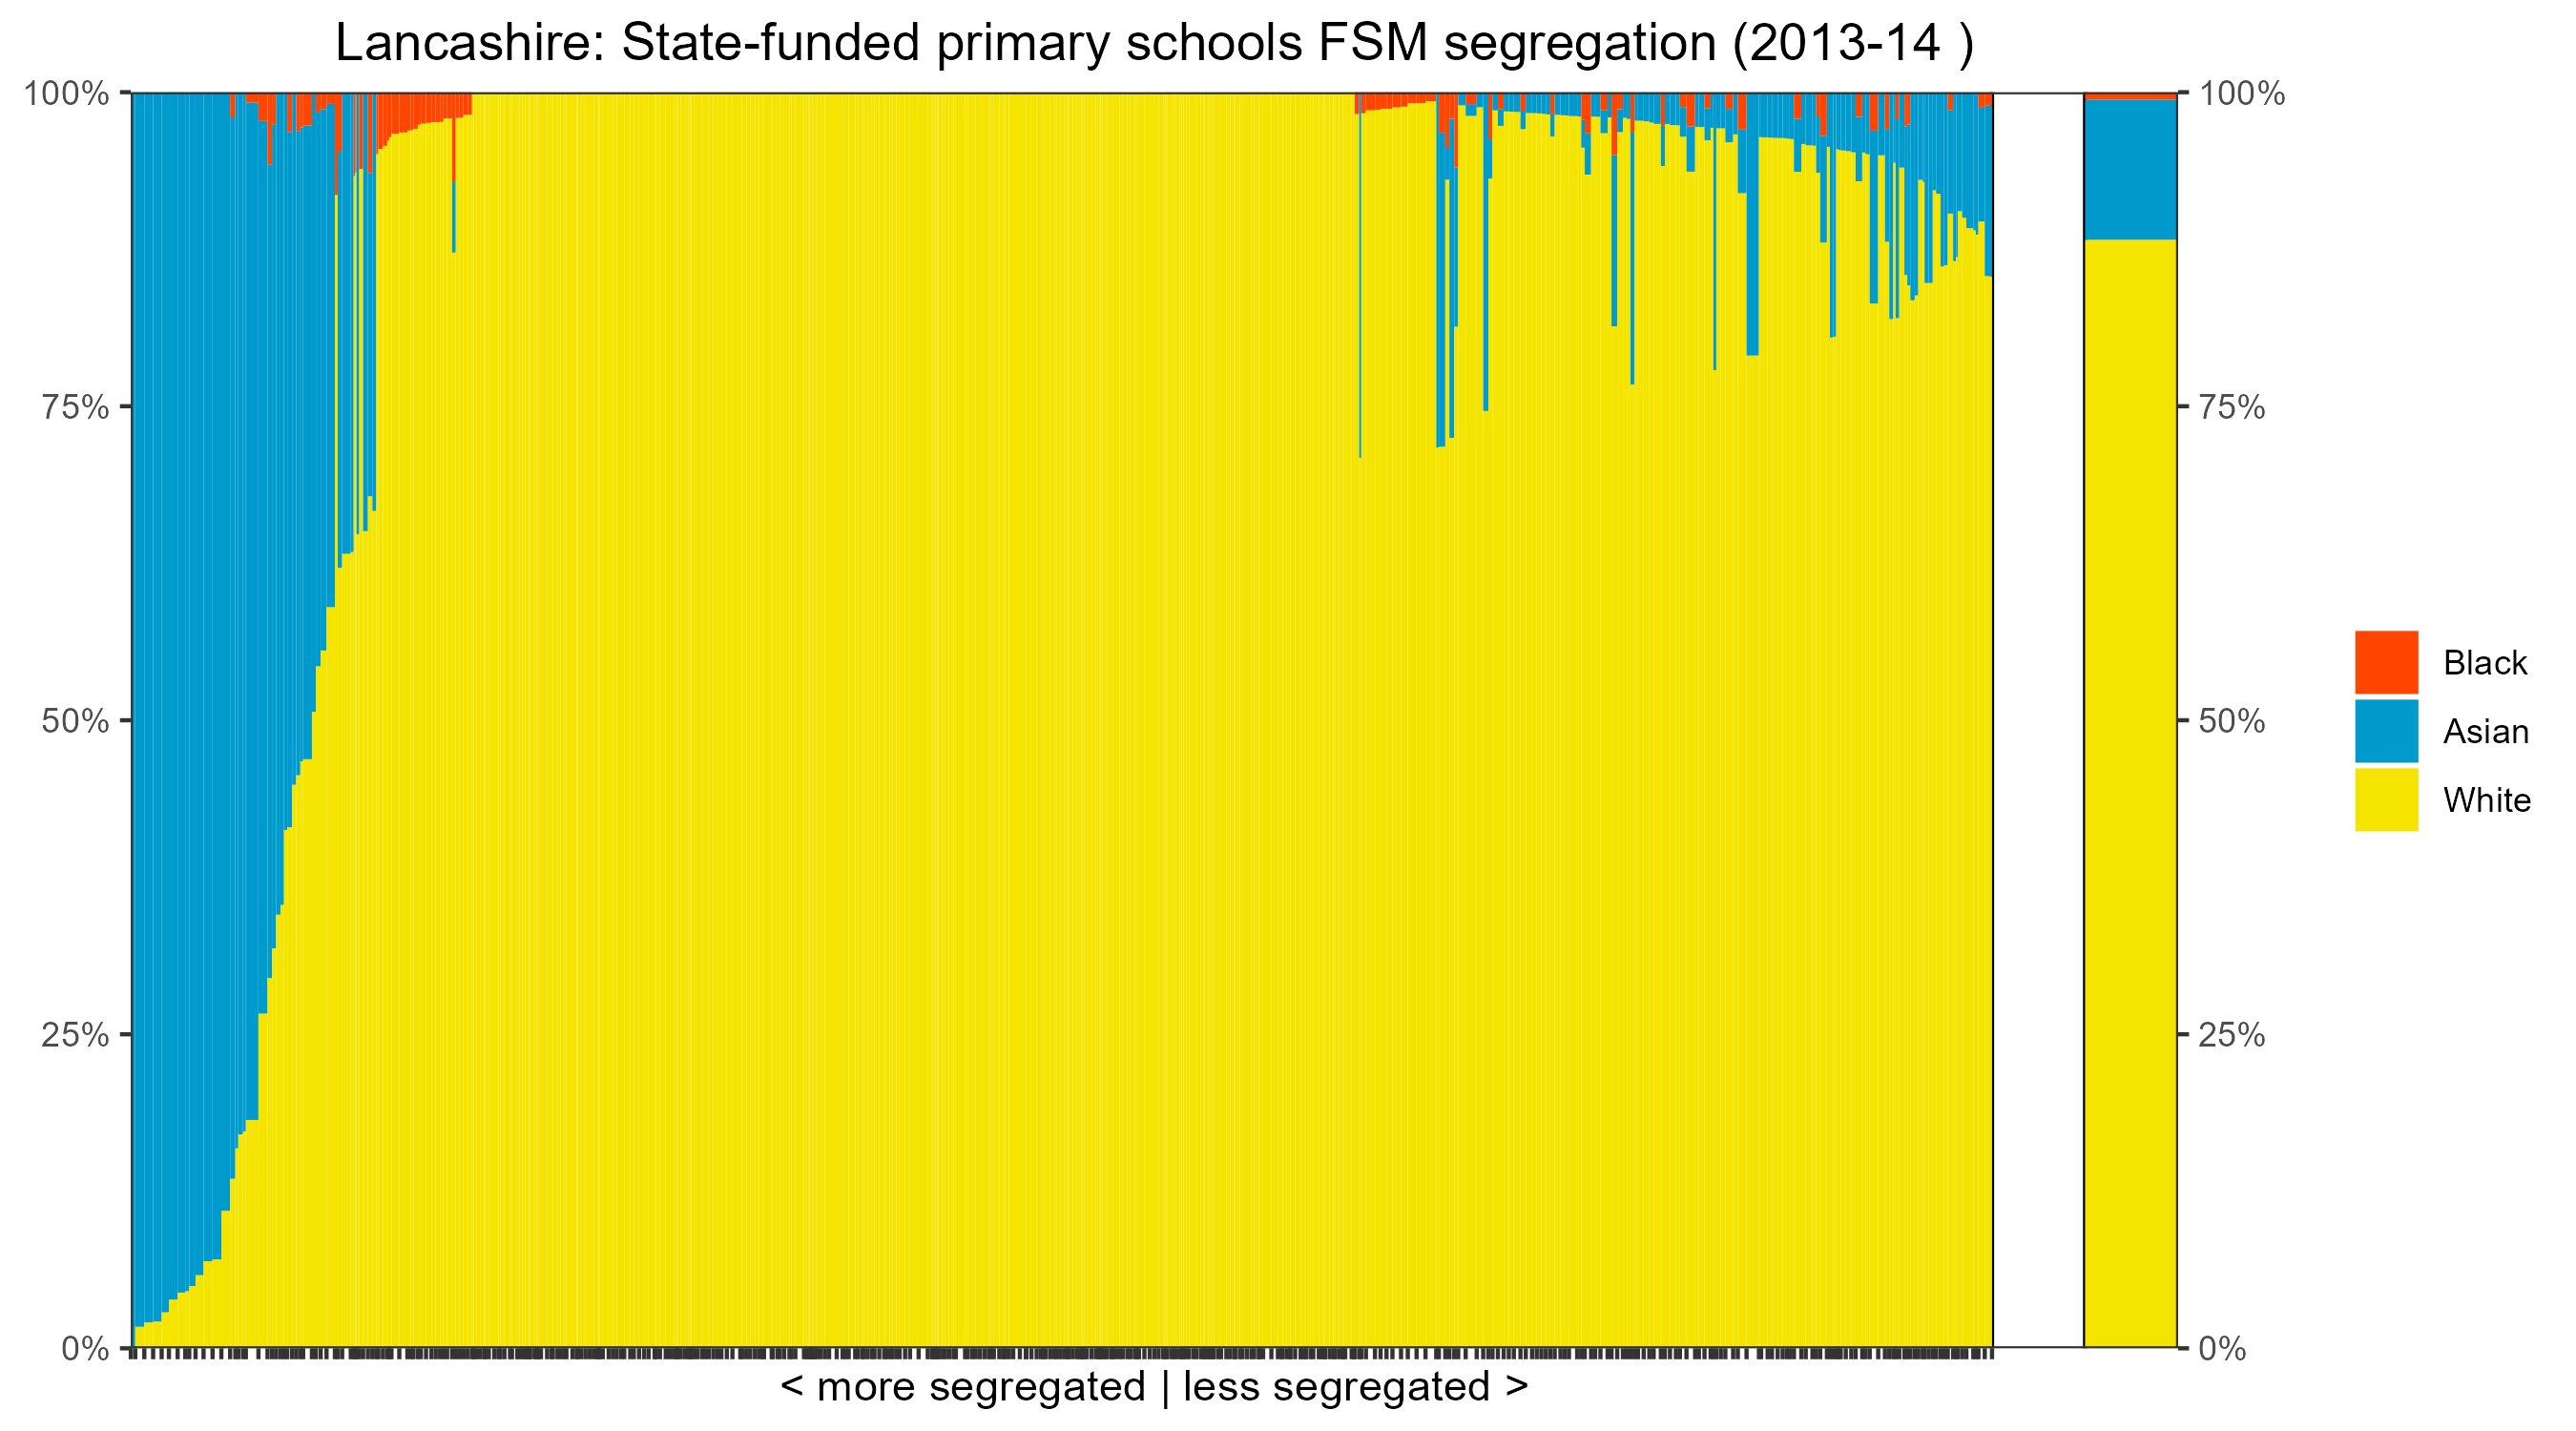 Lancashire: State-funded primary schools FSM segregation (2013-14 )
100%
75%
50%
25%
0%
100%
75%
50%
25%
0%
< more segregated | less segregated >
Black
Asian
White